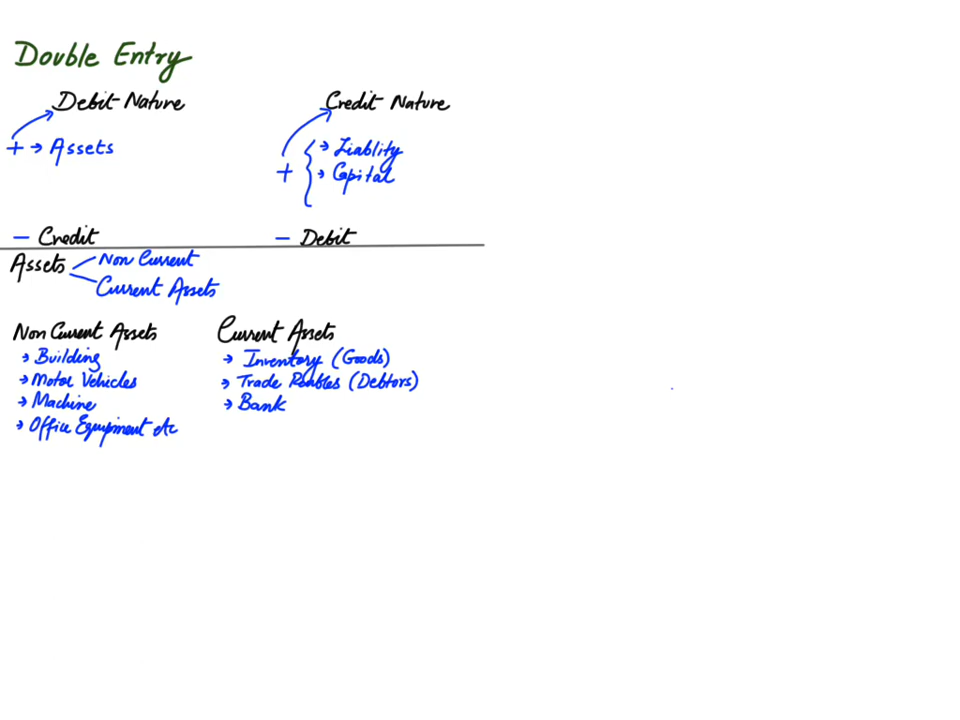 Double Entry
Debit Nature
Credit Nature
+ → Assets
+ { → Liablity
→ Capital
– Credit
– Debit
Assets
Non Current
Current Assets
Non Current Assets
→ Building
→ Motor Vehicles
→ Machine
→ Office Equipment etc
Current Assets
→ Inventory (Goods)
→ Trade Rcables (Debtors)
→ Bank